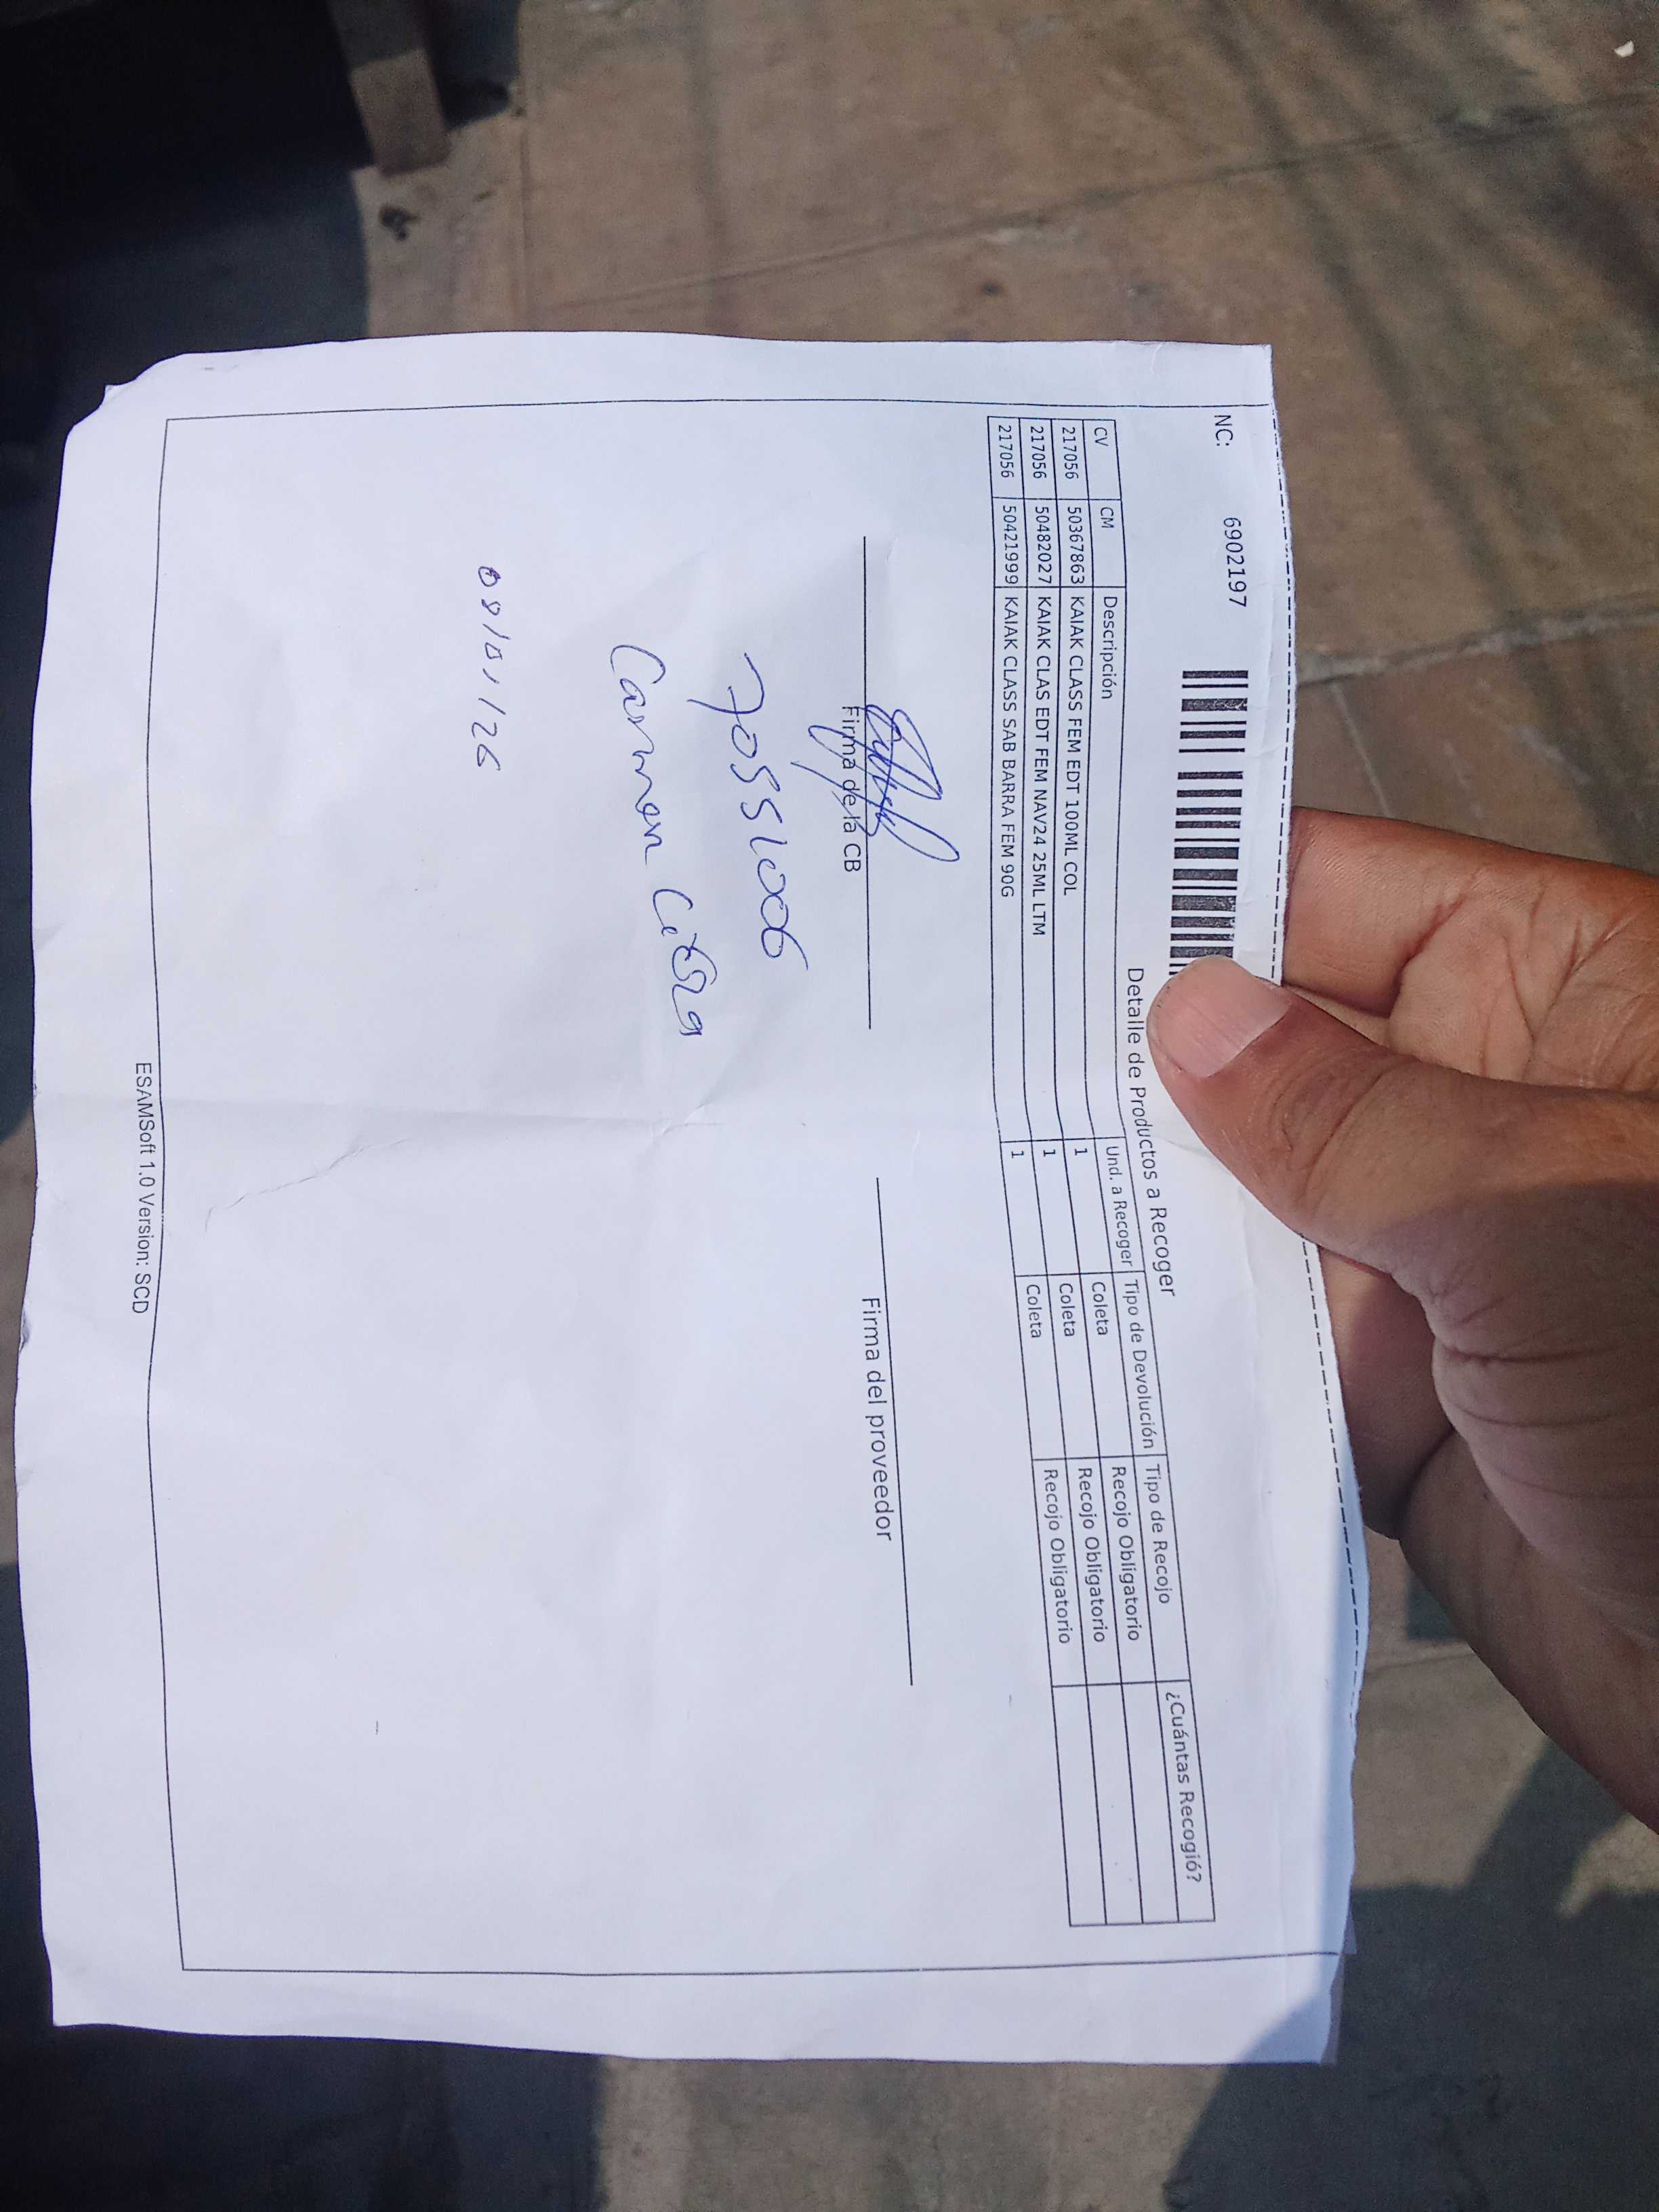 NC: 6902197
Detalle de Productos a Recoger
CV CM Descripción Und. a Recoger Tipo de Devolución Tipo de Recojo ¿Cuántas Recogió?
217056 50367863 KAIAK CLASS FEM EDT 100ML COL 1 Coleta Recojo Obligatorio
217056 50482027 KAIAK CLAS EDT FEM NAV24 25ML LTM 1 Coleta Recojo Obligatorio
217056 50421999 KAIAK CLASS SAB BARRA FEM 90G 1 Coleta Recojo Obligatorio
Firma de la CB Firma del proveedor
Carmen
08/01/26
ESAMSoft 1.0 Version: SCD